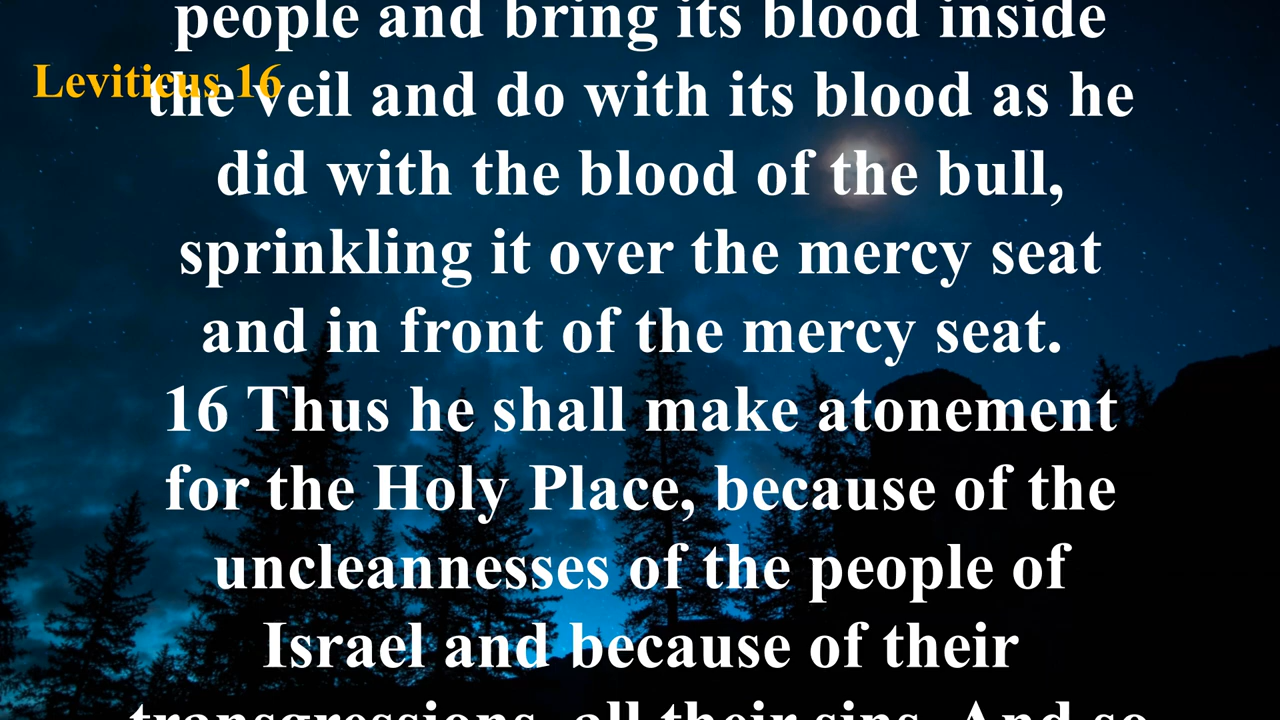 people and bring its blood inside
Leviticus 16
the veil and do with its blood as he
did with the blood of the bull,
sprinkling it over the mercy seat
and in front of the mercy seat.
16 Thus he shall make atonement
for the Holy Place, because of the
uncleannesses of the people of
Israel and because of their
transgressions, all their sins. And so